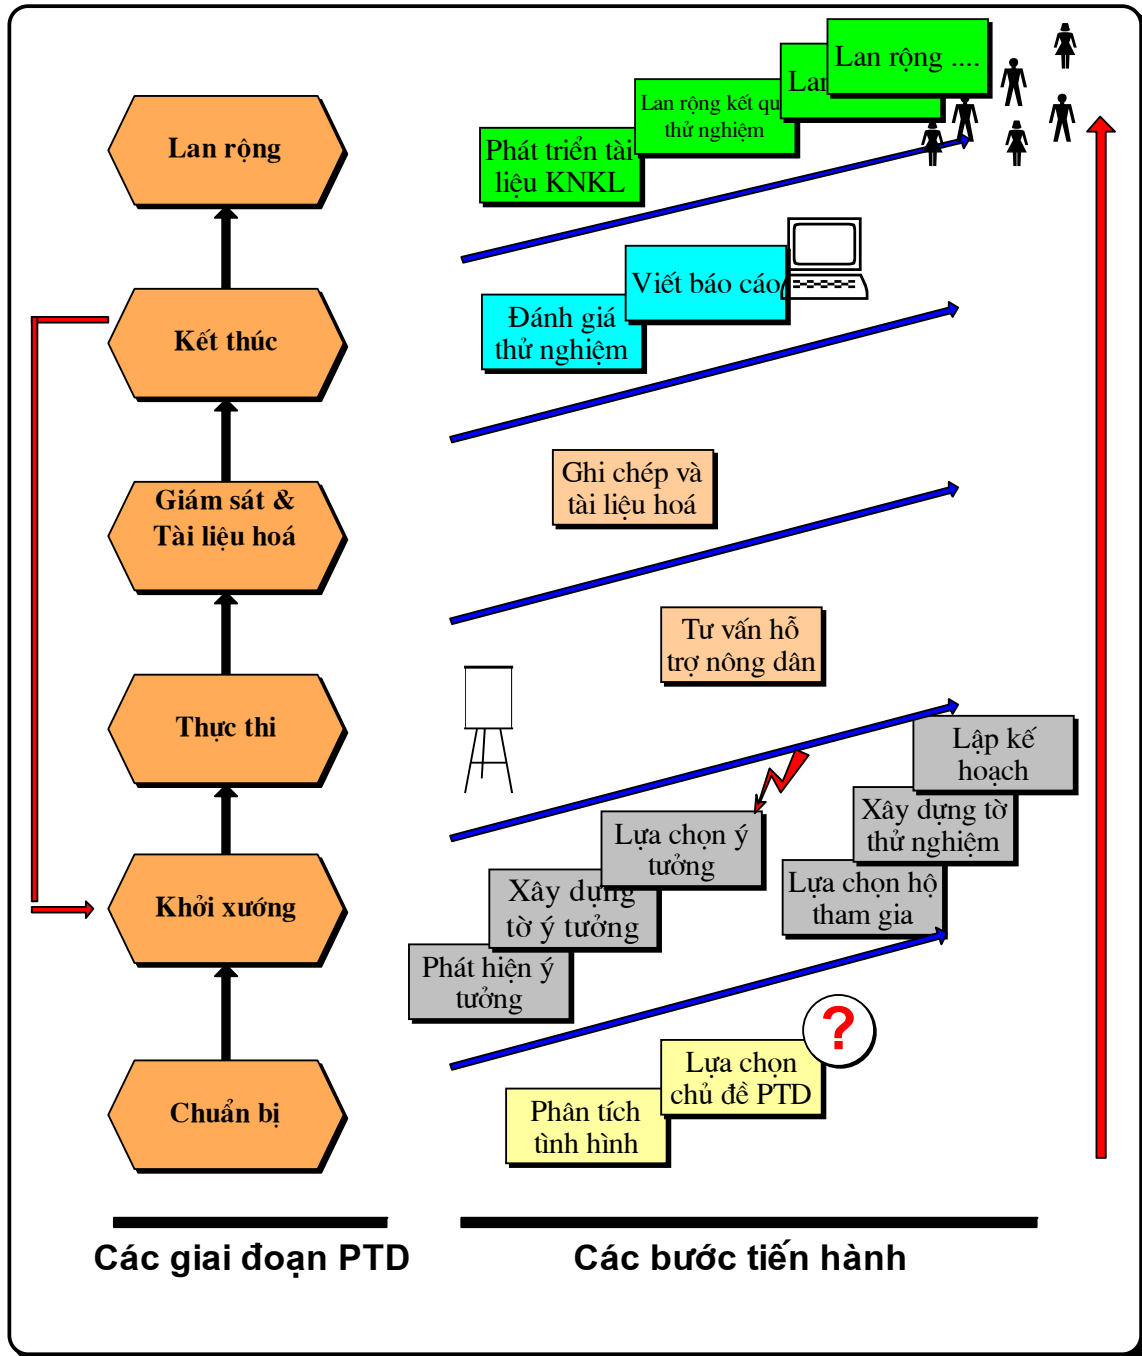 Lan rộng ....
Lan
Lan rộng kết qu
thử nghiệm
Phát triển tài
liệu KNKL
Lan rộng
Viết báo cáo
Đánh giá
thử nghiệm
Kết thúc
Ghi chép và
tài liệu hoá
Giám sát &
Tài liệu hoá
Tư vấn hỗ
trợ nông dân
Thực thi
Lập kế
hoạch
Xây dựng tờ
thử nghiệm
Lựa chọn ý
tưởng
Lựa chọn hộ
tham gia
Xây dựng
tờ ý tưởng
Khởi xướng
Phát hiện ý
tưởng
?
Lựa chọn
chủ đề PTD
Phân tích
tình hình
Chuẩn bị
Các giai đoạn PTD
Các bước tiến hành